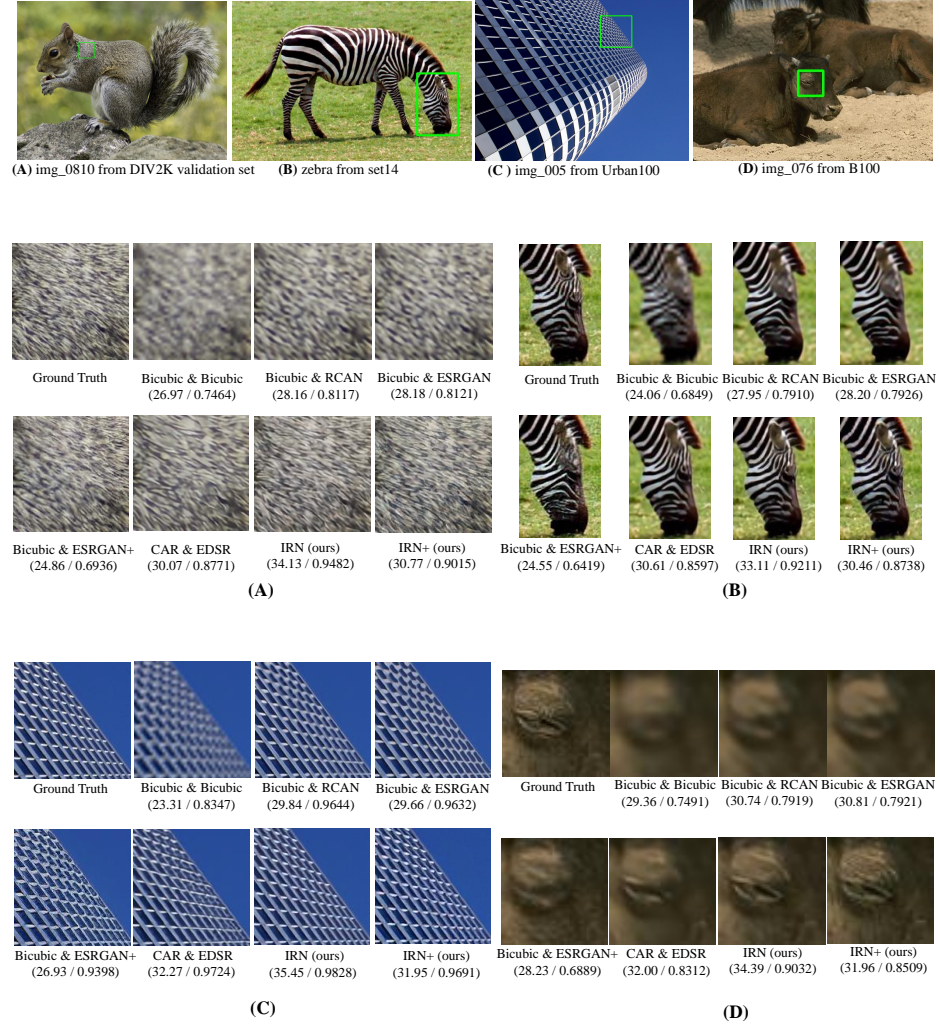 (A) img_0810 from DIV2K validation set
(B) zebra from set14
(C ) img_005 from Urban100
(D) img_076 from B100
Ground Truth
Bicubic & Bicubic
(26.97 / 0.7464)
Bicubic & RCAN
(28.16 / 0.8117)
Bicubic & ESRGAN
(28.18 / 0.8121)
Bicubic & ESRGAN+
(24.86 / 0.6936)
CAR & EDSR
(30.07 / 0.8771)
IRN (ours)
(34.13 / 0.9482)
IRN+ (ours)
(30.77 / 0.9015)
(A)
Ground Truth
Bicubic & Bicubic
(24.06 / 0.6849)
Bicubic & RCAN
(27.95 / 0.7910)
Bicubic & ESRGAN
(28.20 / 0.7926)
Bicubic & ESRGAN+
(24.55 / 0.6419)
CAR & EDSR
(30.61 / 0.8597)
IRN (ours)
(33.11 / 0.9211)
IRN+ (ours)
(30.46 / 0.8738)
(B)
Ground Truth
Bicubic & Bicubic
(23.31 / 0.8347)
Bicubic & RCAN
(29.84 / 0.9644)
Bicubic & ESRGAN
(29.66 / 0.9632)
Bicubic & ESRGAN+
(26.93 / 0.9398)
CAR & EDSR
(32.27 / 0.9724)
IRN (ours)
(35.45 / 0.9828)
IRN+ (ours)
(31.95 / 0.9691)
(C)
Ground Truth
Bicubic & Bicubic
(29.36 / 0.7491)
Bicubic & RCAN
(30.74 / 0.7919)
Bicubic & ESRGAN
(30.81 / 0.7921)
Bicubic & ESRGAN+
(28.23 / 0.6889)
CAR & EDSR
(32.00 / 0.8312)
IRN (ours)
(34.39 / 0.9032)
IRN+ (ours)
(31.96 / 0.8509)
(D)